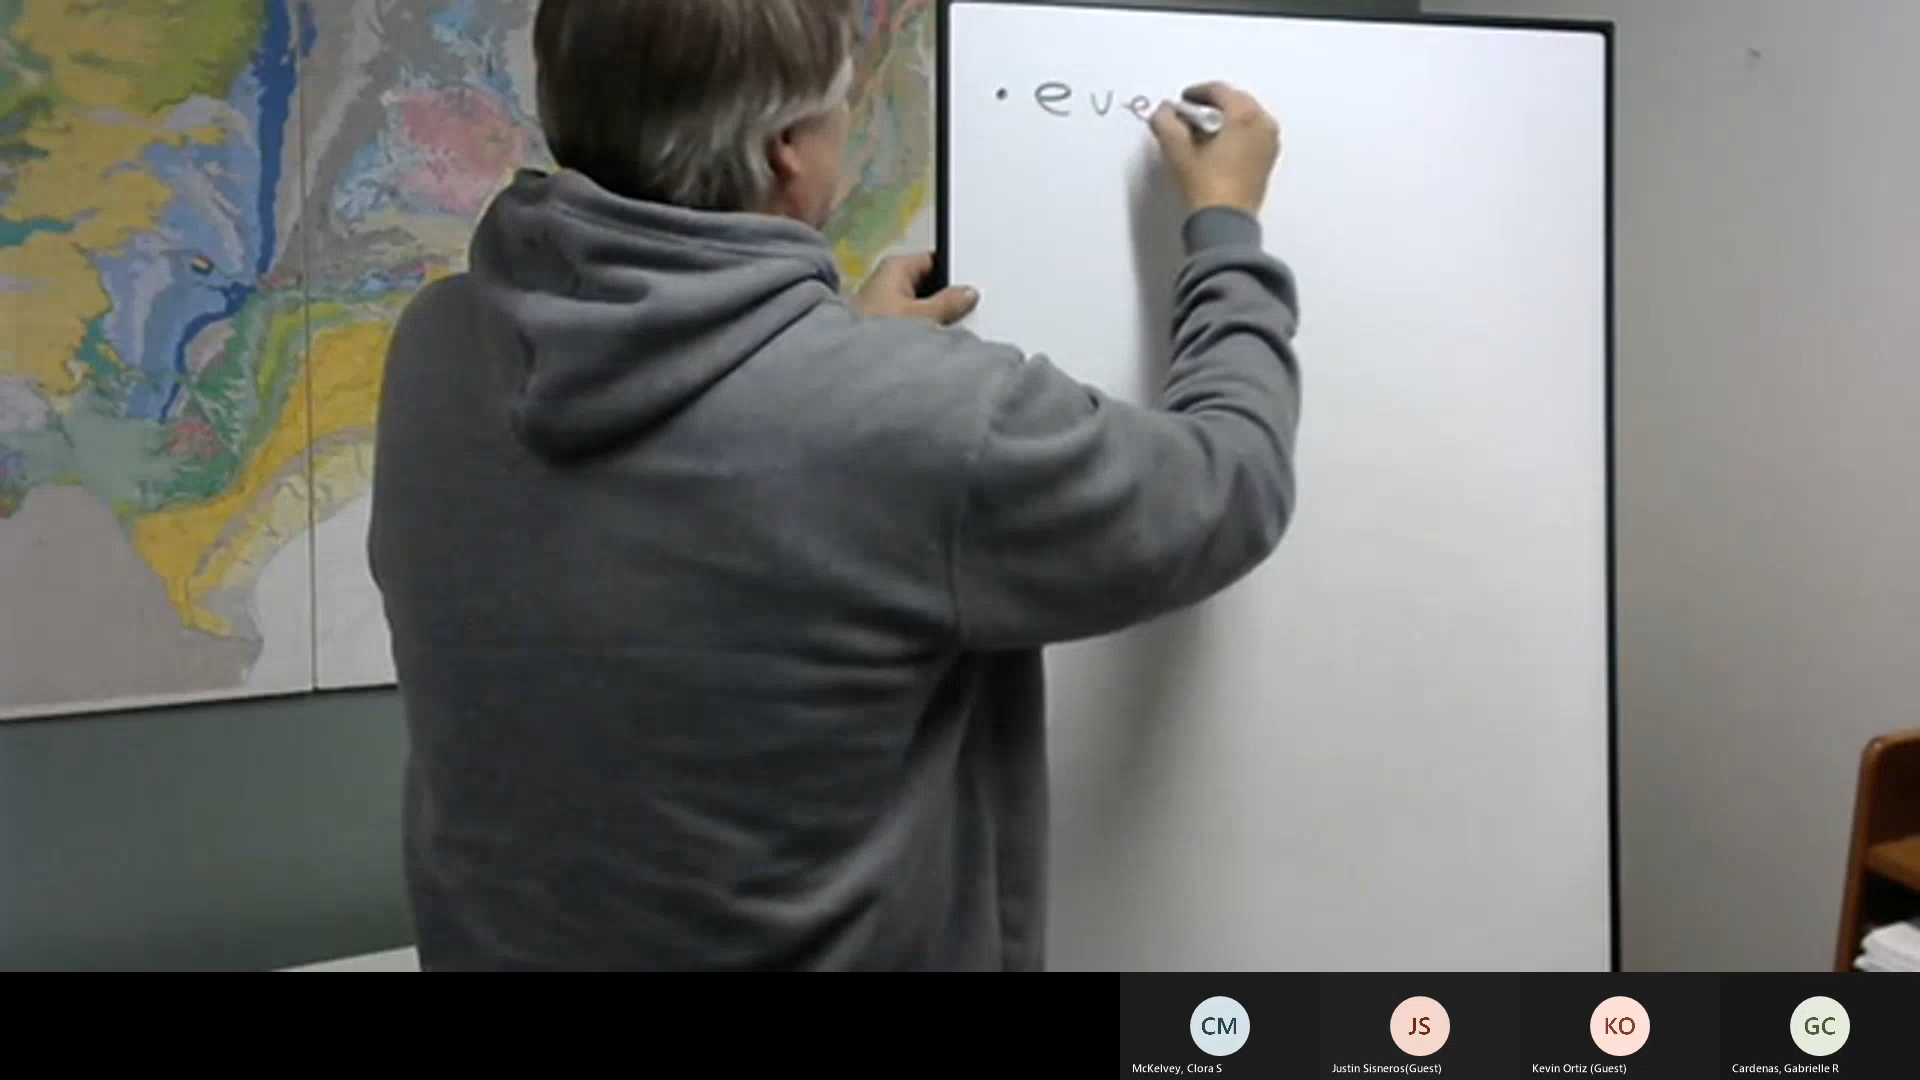 • eve
CM
JS
KO
GC
McKelvey, Clora S
Justin Sisneros(Guest)
Kevin Ortiz (Guest)
Cardenas, Gabrielle R